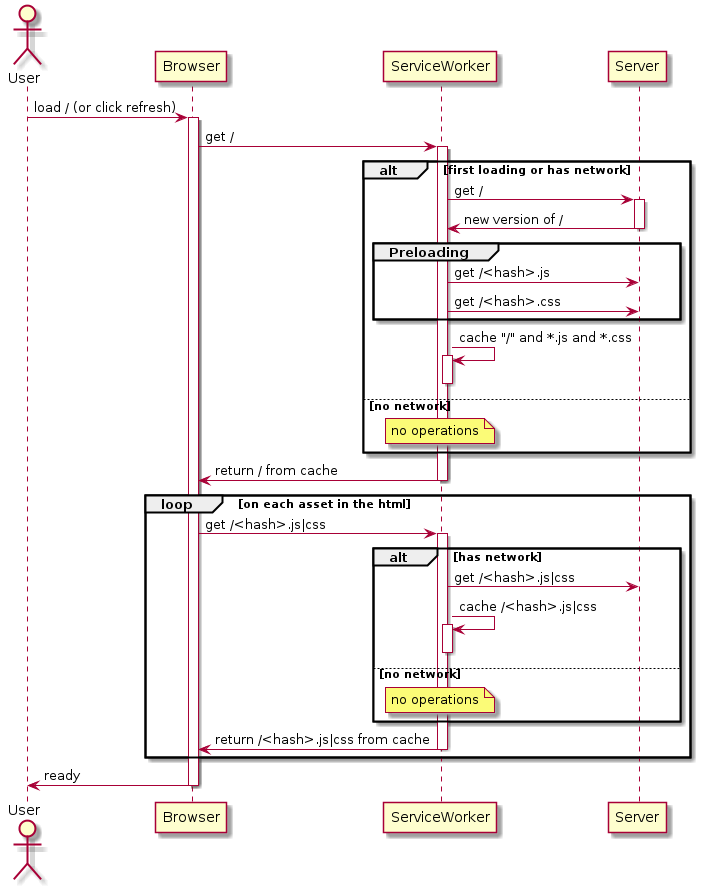 User
Browser
ServiceWorker
Server
load / (or click refresh)
get /
alt
[first loading or has network]
get /
new version of /
Preloading
get /<hash>.js
get /<hash>.css
cache "/" and *.js and *.css
[no network]
no operations
return / from cache
loop
[on each asset in the html]
get /<hash>.js|css
alt
[has network]
get /<hash>.js|css
cache /<hash>.js|css
[no network]
no operations
return /<hash>.js|css from cache
ready
User
Browser
ServiceWorker
Server